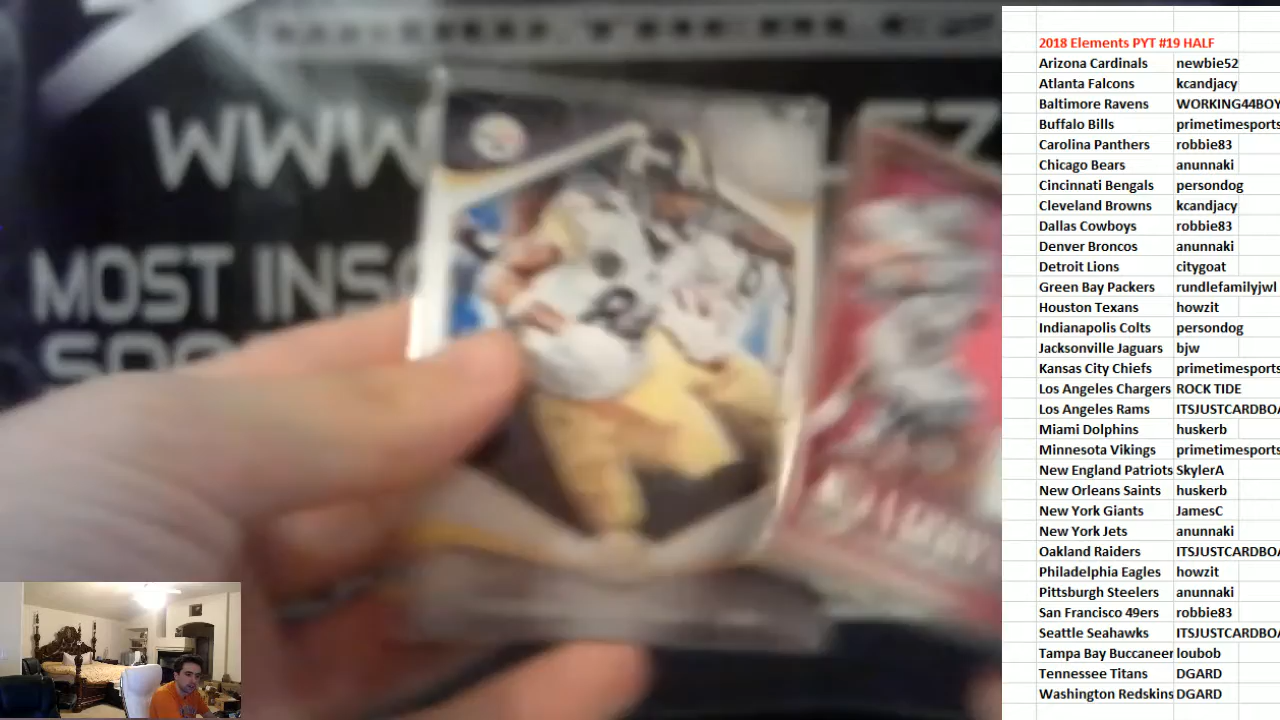 WWW
MOST INS
2018 Elements PYT #19 HALF
Arizona Cardinals newbie52
Atlanta Falcons kcandjacy
Baltimore Ravens WORKING44BOY
Buffalo Bills primetimesports
Carolina Panthers robbie83
Chicago Bears anunnaki
Cincinnati Bengals persondog
Cleveland Browns kcandjacy
Dallas Cowboys robbie83
Denver Broncos anunnaki
Detroit Lions citygoat
Green Bay Packers rundlefamilyjwl
Houston Texans howzit
Indianapolis Colts persondog
Jacksonville Jaguars bjw
Kansas City Chiefs primetimesports
Los Angeles Chargers ROCK TIDE
Los Angeles Rams ITSJUSTCARDBOA
Miami Dolphins huskerb
Minnesota Vikings primetimesports
New England Patriots SkylerA
New Orleans Saints huskerb
New York Giants JamesC
New York Jets anunnaki
Oakland Raiders ITSJUSTCARDBOA
Philadelphia Eagles howzit
Pittsburgh Steelers anunnaki
San Francisco 49ers robbie83
Seattle Seahawks ITSJUSTCARDBOA
Tampa Bay Buccaneer loubob
Tennessee Titans DGARD
Washington Redskins DGARD